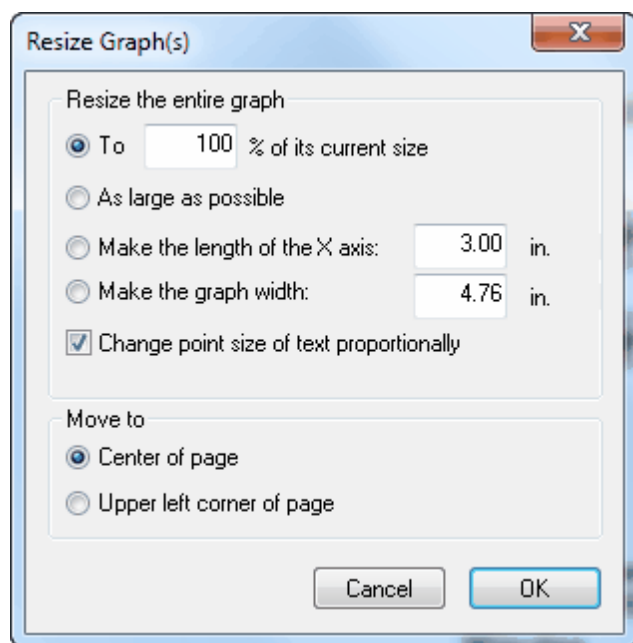 Resize Graph(s)
Resize the entire graph
To 100 % of its current size
As large as possible
Make the length of the X axis: 3.00 in.
Make the graph width: 4.76 in.
Change point size of text proportionally
Move to
Center of page
Upper left corner of page
Cancel OK